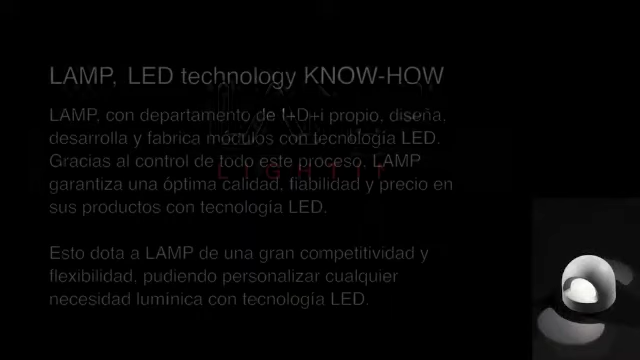 LAMP, LED technology KNOW-HOW
LAMP, con departamento de I+D+i propio, diseña,
desarrolla y fabrica módulos con tecnología LED.
Gracias al control de todo este proceso, LAMP
LIGHT IT
garantiza una óptima calidad, fiabilidad y precio en
sus productos con tecnología LED.
Esto dota a LAMP de una gran competitividad y
flexibilidad, pudiendo personalizar cualquier
necesidad lumínica con tecnología LED.